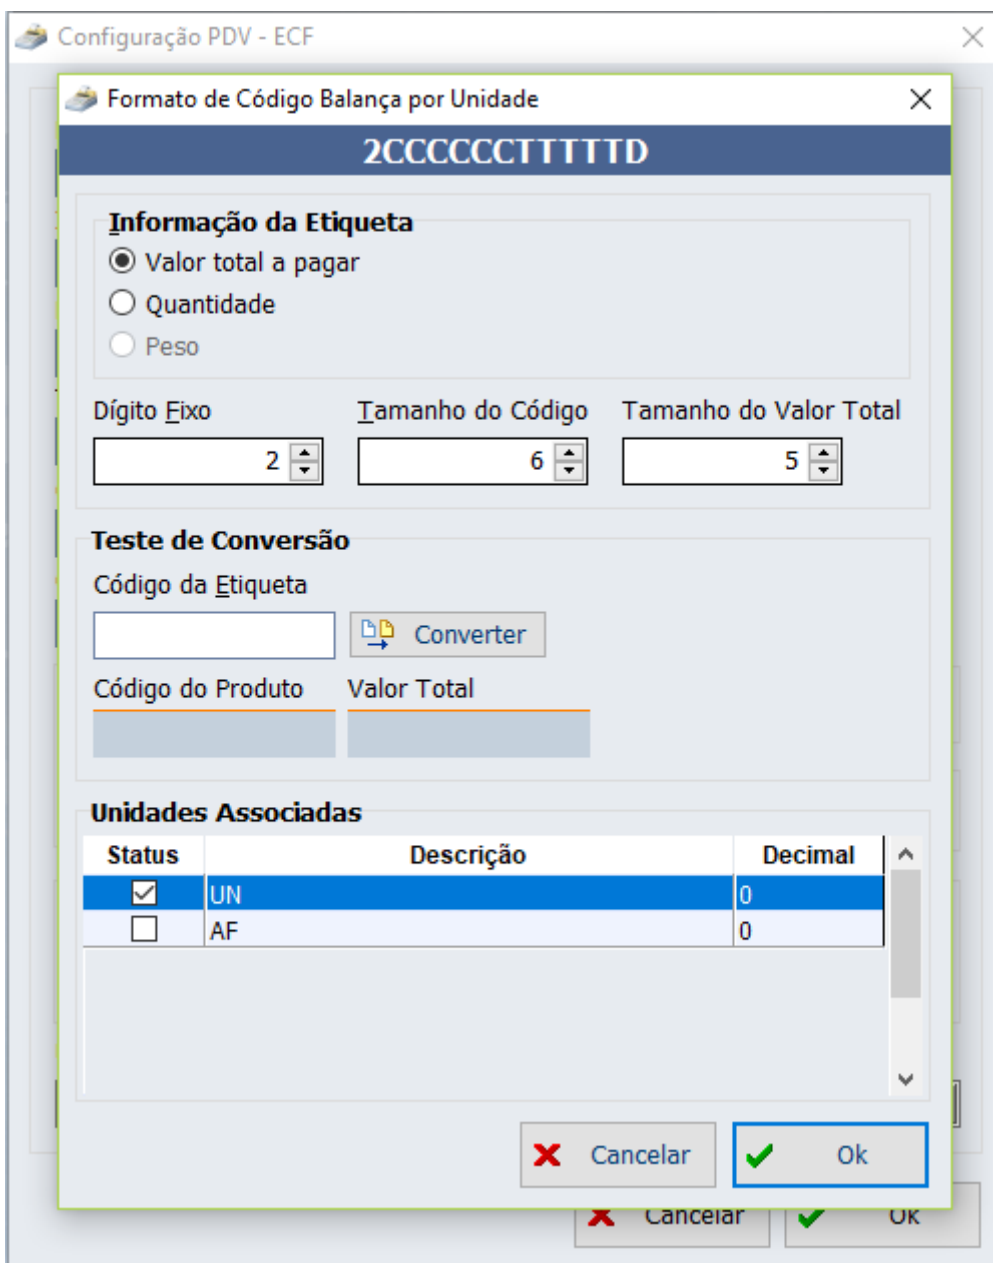 Configuração PDV - ECF
Formato de Código Balança por Unidade
2CCCCCCTTTTTD
Informação da Etiqueta
Valor total a pagar
Quantidade
Peso
Dígito Fixo Tamanho do Código Tamanho do Valor Total
2 6 5
Teste de Conversão
Código da Etiqueta
Converter
Código do Produto Valor Total
Unidades Associadas
Status Descrição Decimal
UN 0
AF 0
Cancelar Ok
Cancelar Ok